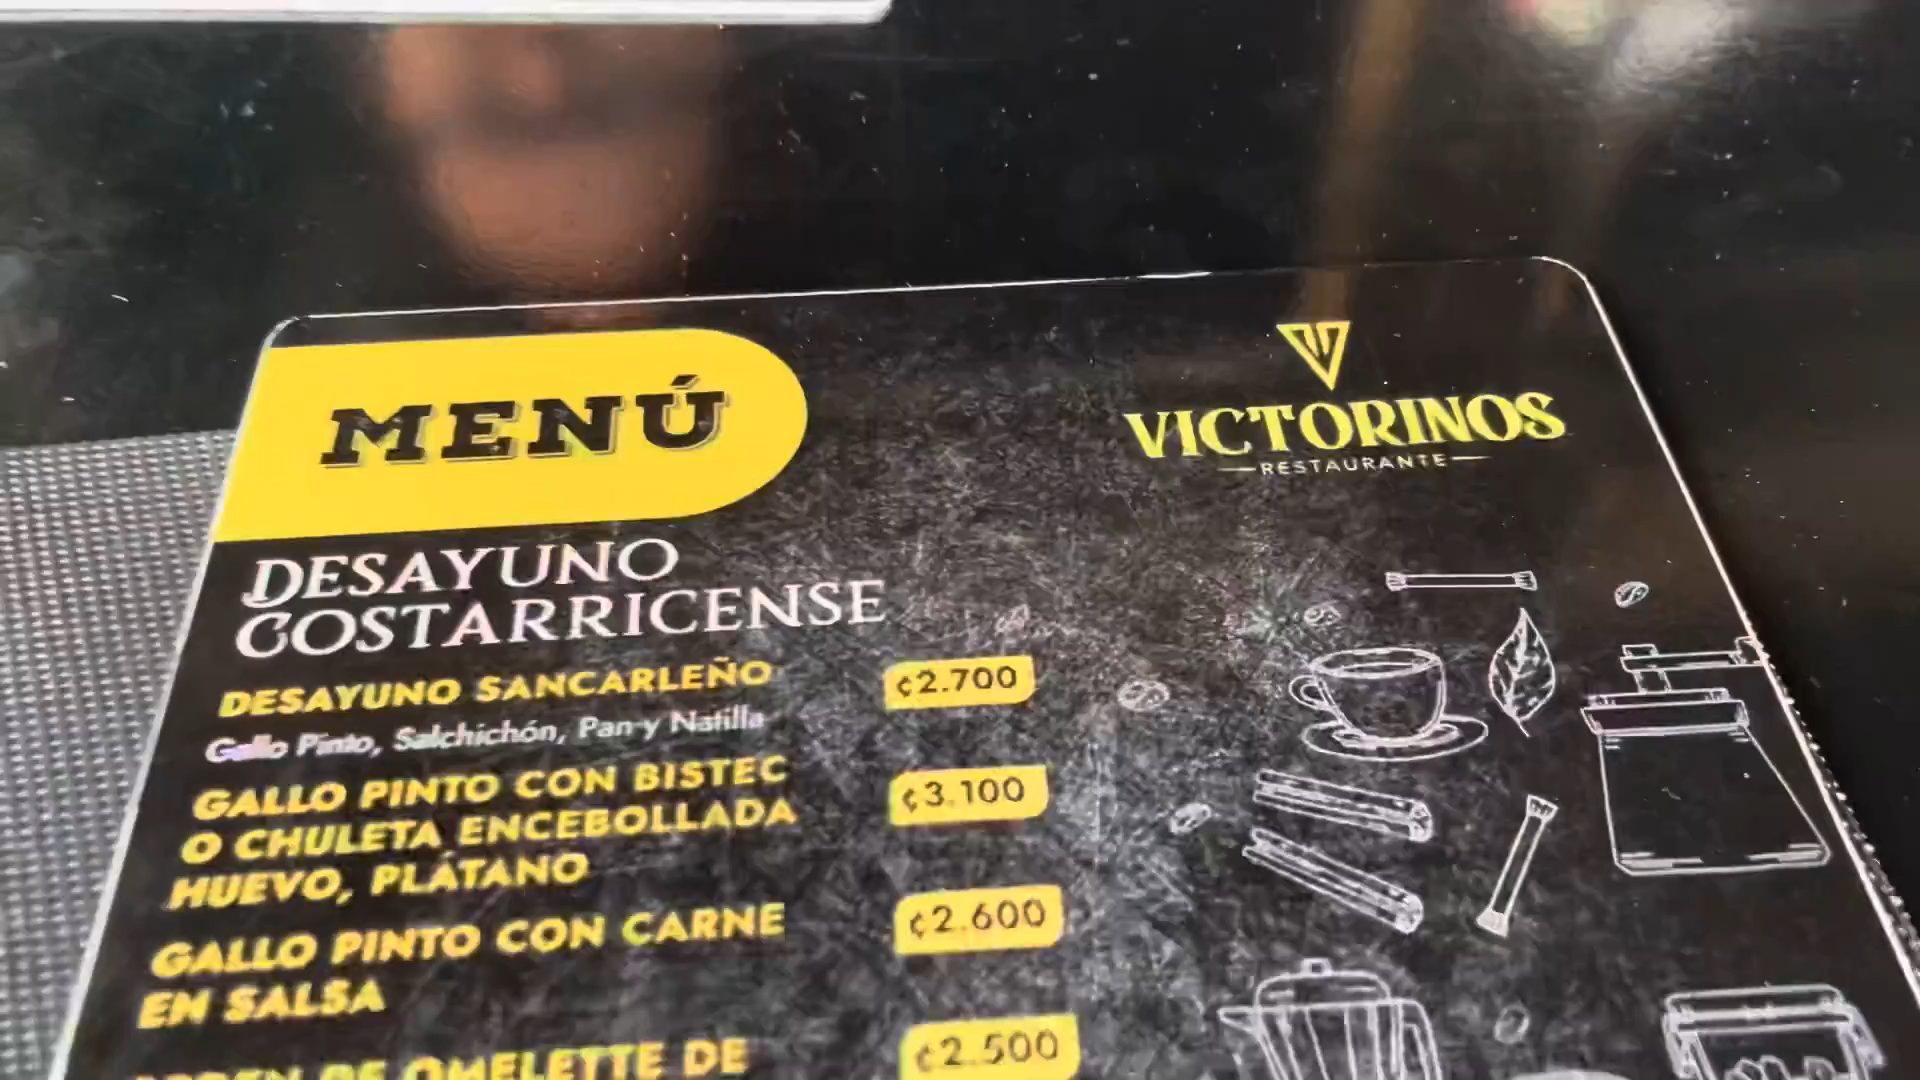 MENÚ
VICTORINOS
RESTAURANTE
DESAYUNO
COSTARRICENSE
DESAYUNO SANCARLEÑO ¢2.700
Gallo Pinto, Salchichón, Pan y Natilla
GALLO PINTO CON BISTEC ¢3.100
O CHULETA ENCEBOLLADA
HUEVO, PLÁTANO
GALLO PINTO CON CARNE ¢2.600
EN SALSA
DE OMELETTE DE ¢2.500